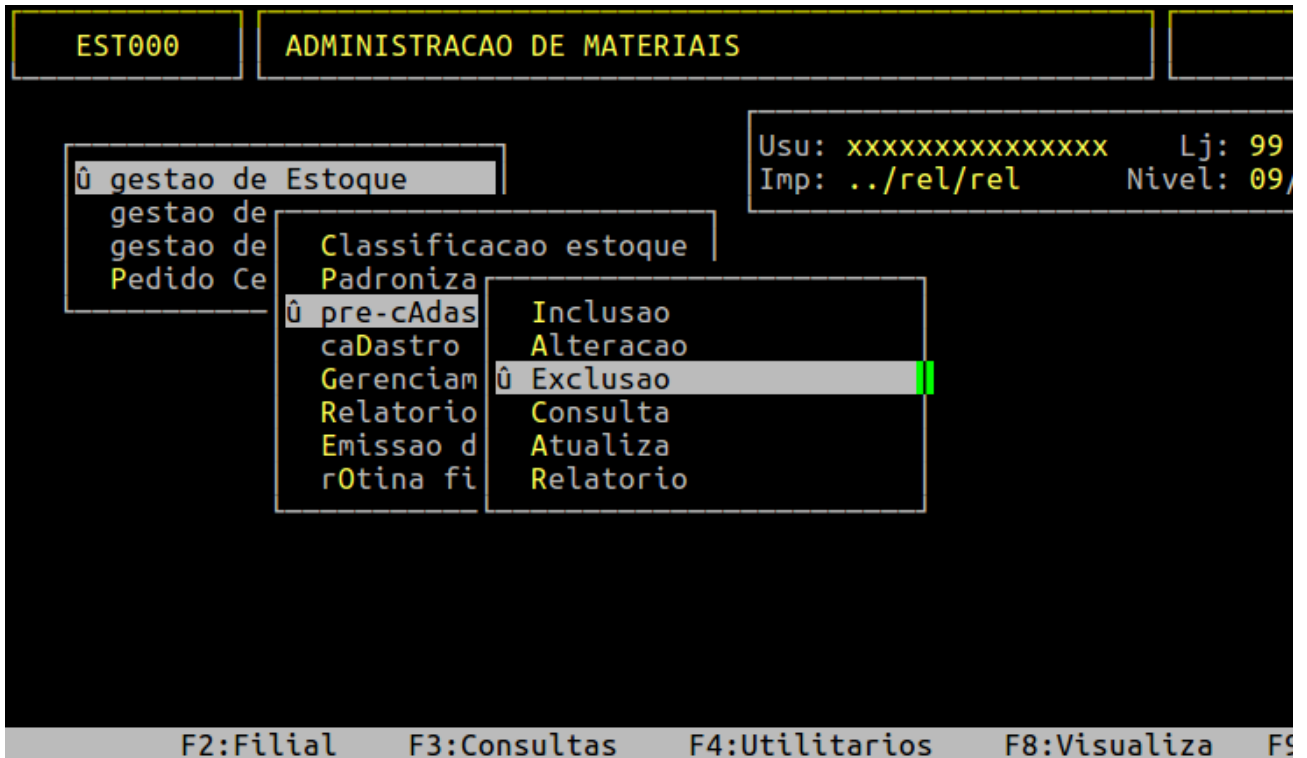 EST000 ADMINISTRACAO DE MATERIAIS
Usu: xxxxxxxxxxxxxxx Lj: 99
Imp: ../rel/rel Nivel: 09/
û gestao de Estoque
gestao de
gestao de
Pedido Ce
Classificacao estoque
Padroniza
û pre-cAdas
caDastro
Gerenciam
Relatorio
Emissao d
rOtina fi
Inclusao
Alteracao
û Exclusao
Consulta
Atualiza
Relatorio
F2:Filial F3:Consultas F4:Utilitarios F8:Visualiza F9